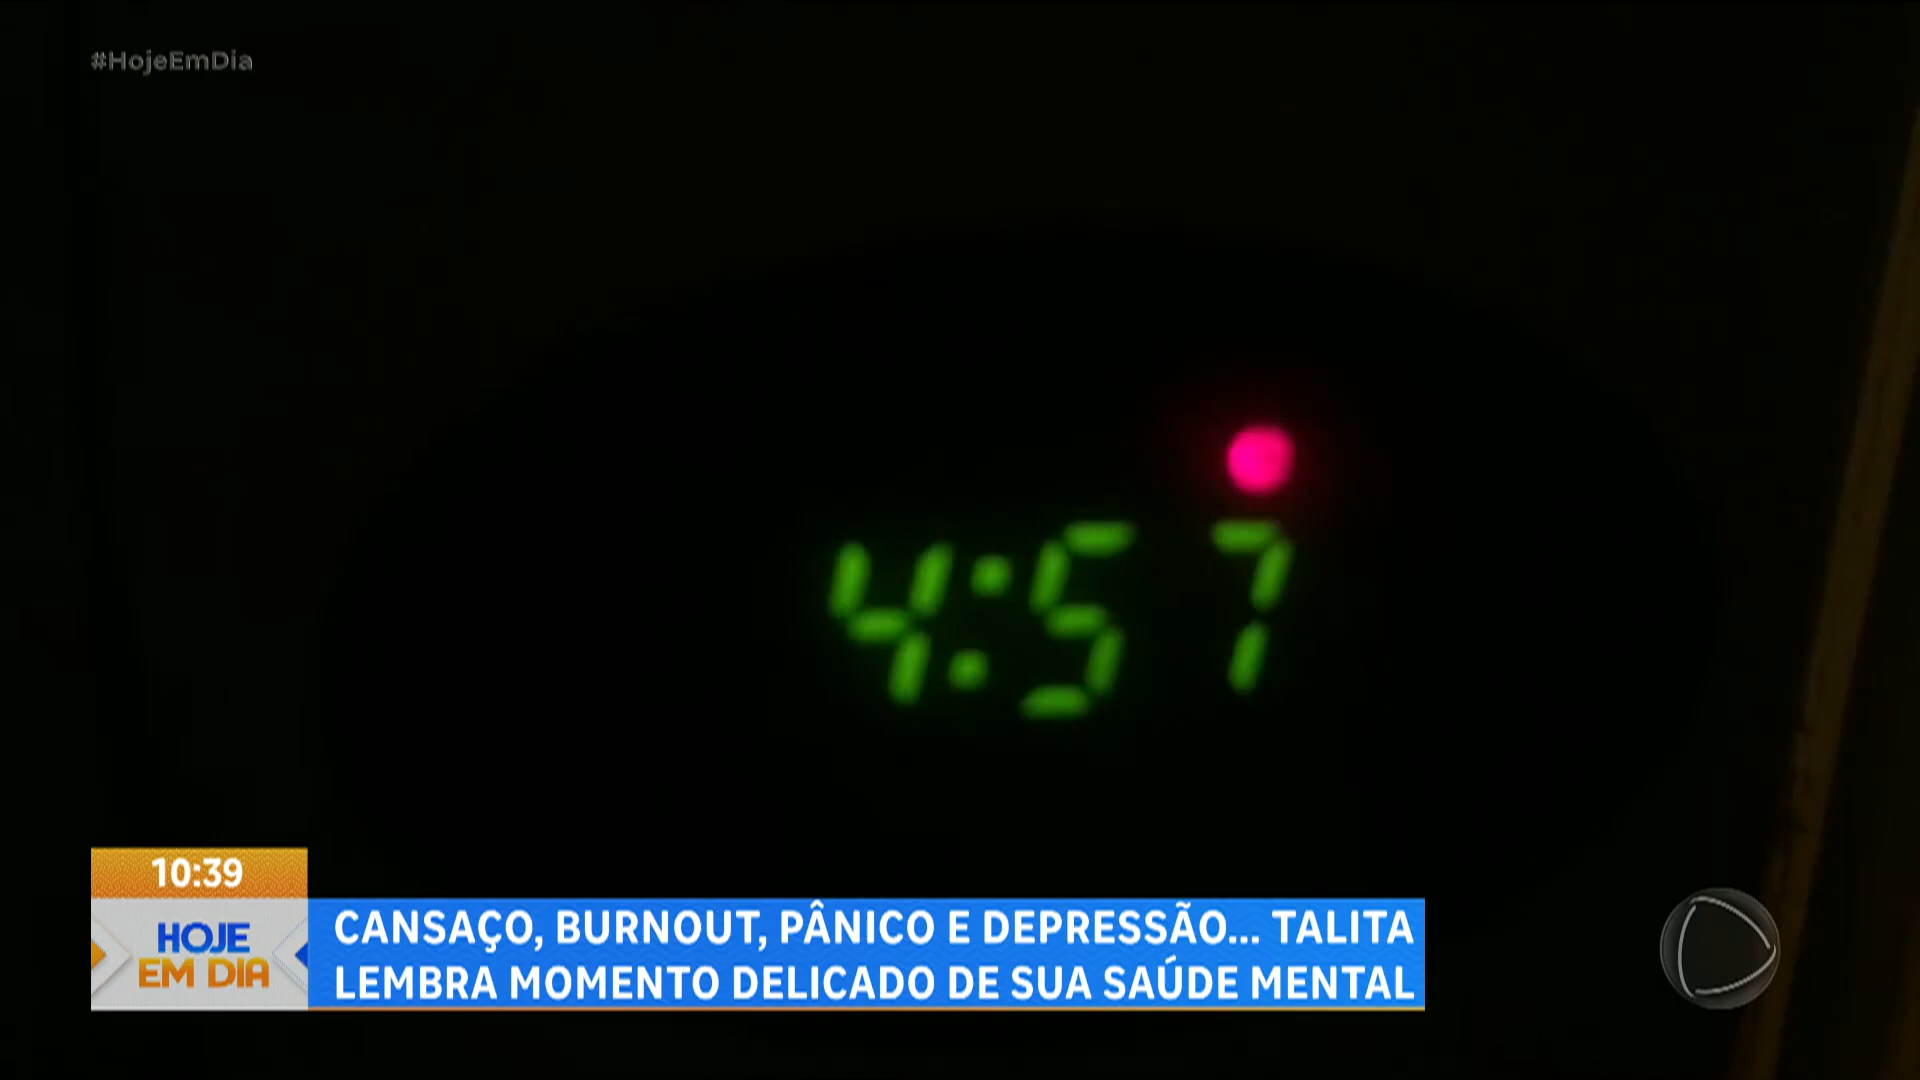 #HojeEmDia
4:57
10:39
HOJE
EM DIA
CANSAÇO, BURNOUT, PÂNICO E DEPRESSÃO... TALITA
LEMBRA MOMENTO DELICADO DE SUA SAÚDE MENTAL